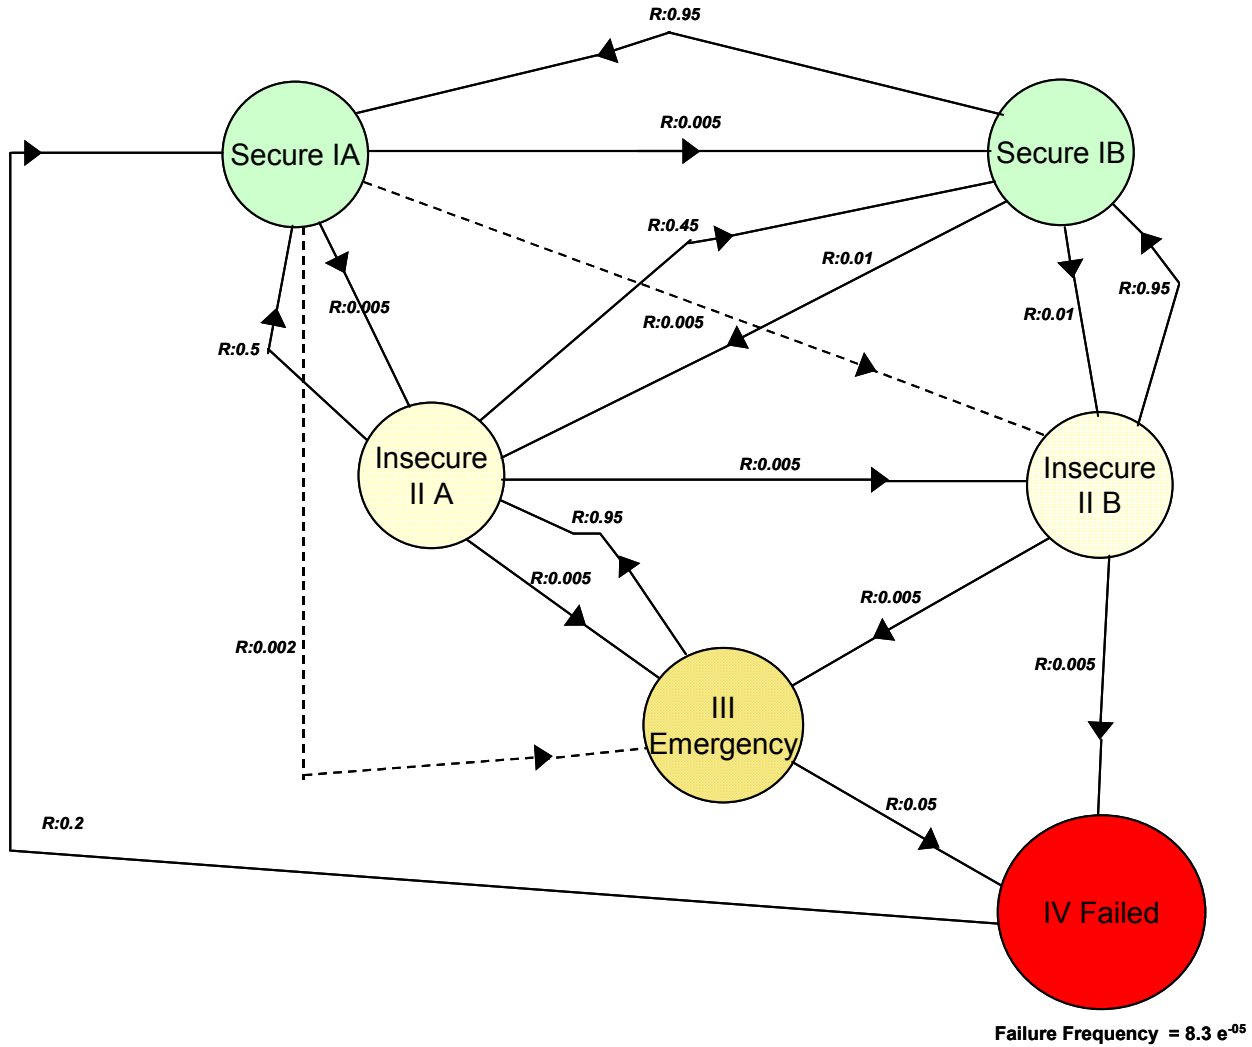 R:0.95
R:0.005
Secure IA
Secure IB
R:0.45
R:0.01
R:0.95
R:0.005
R:0.005
R:0.01
R:0.5
Insecure
II A
R:0.005
Insecure
II B
R:0.95
R:0.005
R:0.005
R:0.002
R:0.005
III
Emergency
R:0.05
R:0.2
IV Failed
Failure Frequency = 8.3 e-05